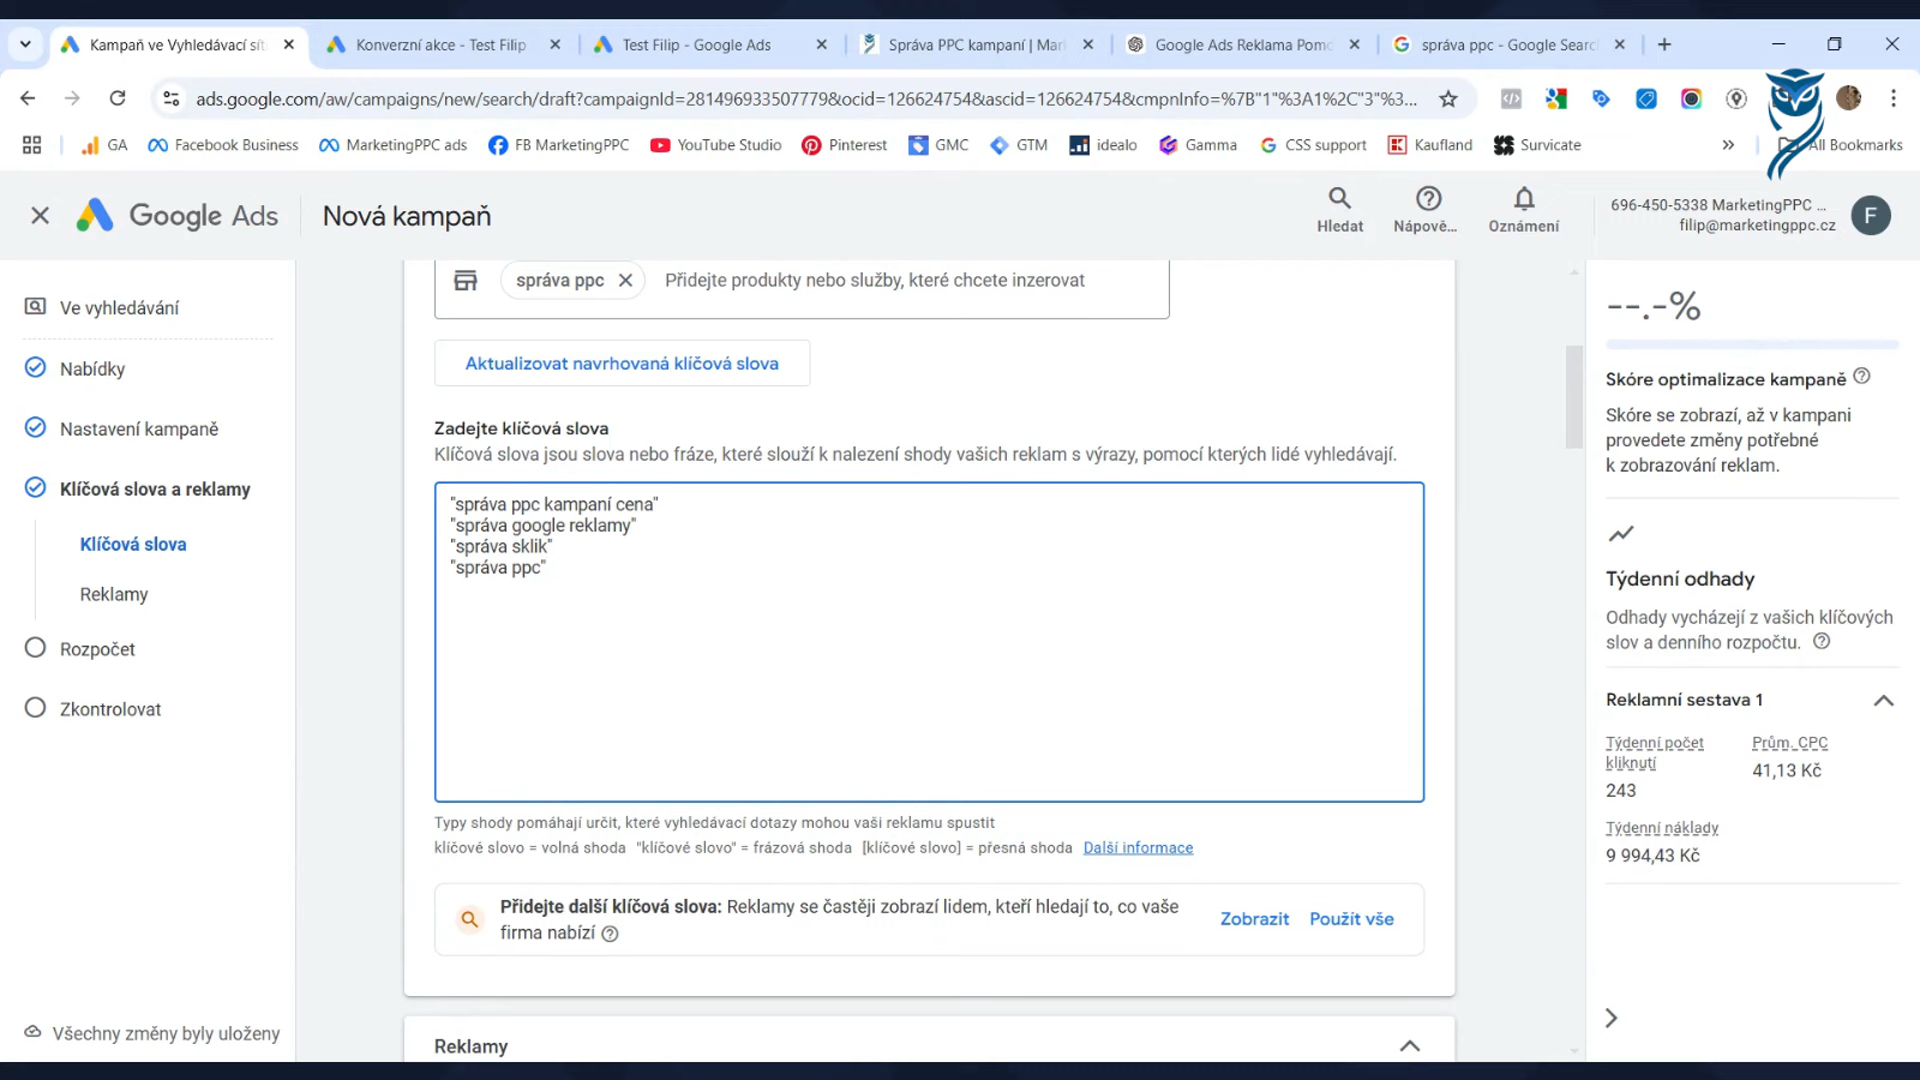 Kampaň ve Vyhledávací sít
Konverzní akce - Test Filip
Test Filip - Google Ads
Správa PPC kampaní | Mar
Google Ads Reklama Pomo
správa ppc - Google Searc
ads.google.com/aw/campaigns/new/search/draft?campaignId=281496933507779&ocid=126624754&ascid=126624754&cmpnInfo=%7B"1"%3A1%2C"3"%3...
GA
Facebook Business
MarketingPPC ads
FB MarketingPPC
YouTube Studio
Pinterest
GMC
GTM
idealo
Gamma
CSS support
Kaufland
Survicate
All Bookmarks
Google Ads
Nová kampaň
Hledat
Nápově...
Oznámení
696-450-5338 MarketingPPC ...
filip@marketingppc.cz
F
Ve vyhledávání
Nabídky
Nastavení kampaně
Klíčová slova a reklamy
Klíčová slova
Reklamy
Rozpočet
Zkontrolovat
Všechny změny byly uloženy
správa ppc
Přidejte produkty nebo služby, které chcete inzerovat
Aktualizovat navrhovaná klíčová slova
Zadejte klíčová slova
Klíčová slova jsou slova nebo fráze, které slouží k nalezení shody vašich reklam s výrazy, pomocí kterých lidé vyhledávají.
"správa ppc kampaní cena"
"správa google reklamy"
"správa sklik"
"správa ppc"
Typy shody pomáhají určit, které vyhledávací dotazy mohou vaši reklamu spustit
klíčové slovo = volná shoda "klíčové slovo" = frázová shoda [klíčové slovo] = přesná shoda Další informace
Přidejte další klíčová slova: Reklamy se častěji zobrazí lidem, kteří hledají to, co vaše
firma nabízí
Zobrazit
Použít vše
Reklamy
--.-%
Skóre optimalizace kampaně
Skóre se zobrazí, až v kampani
provedete změny potřebné
k zobrazování reklam.
Týdenní odhady
Odhady vycházejí z vašich klíčových
slov a denního rozpočtu.
Reklamní sestava 1
Týdenní počet
kliknutí
243
Prům. CPC
41,13 Kč
Týdenní náklady
9 994,43 Kč